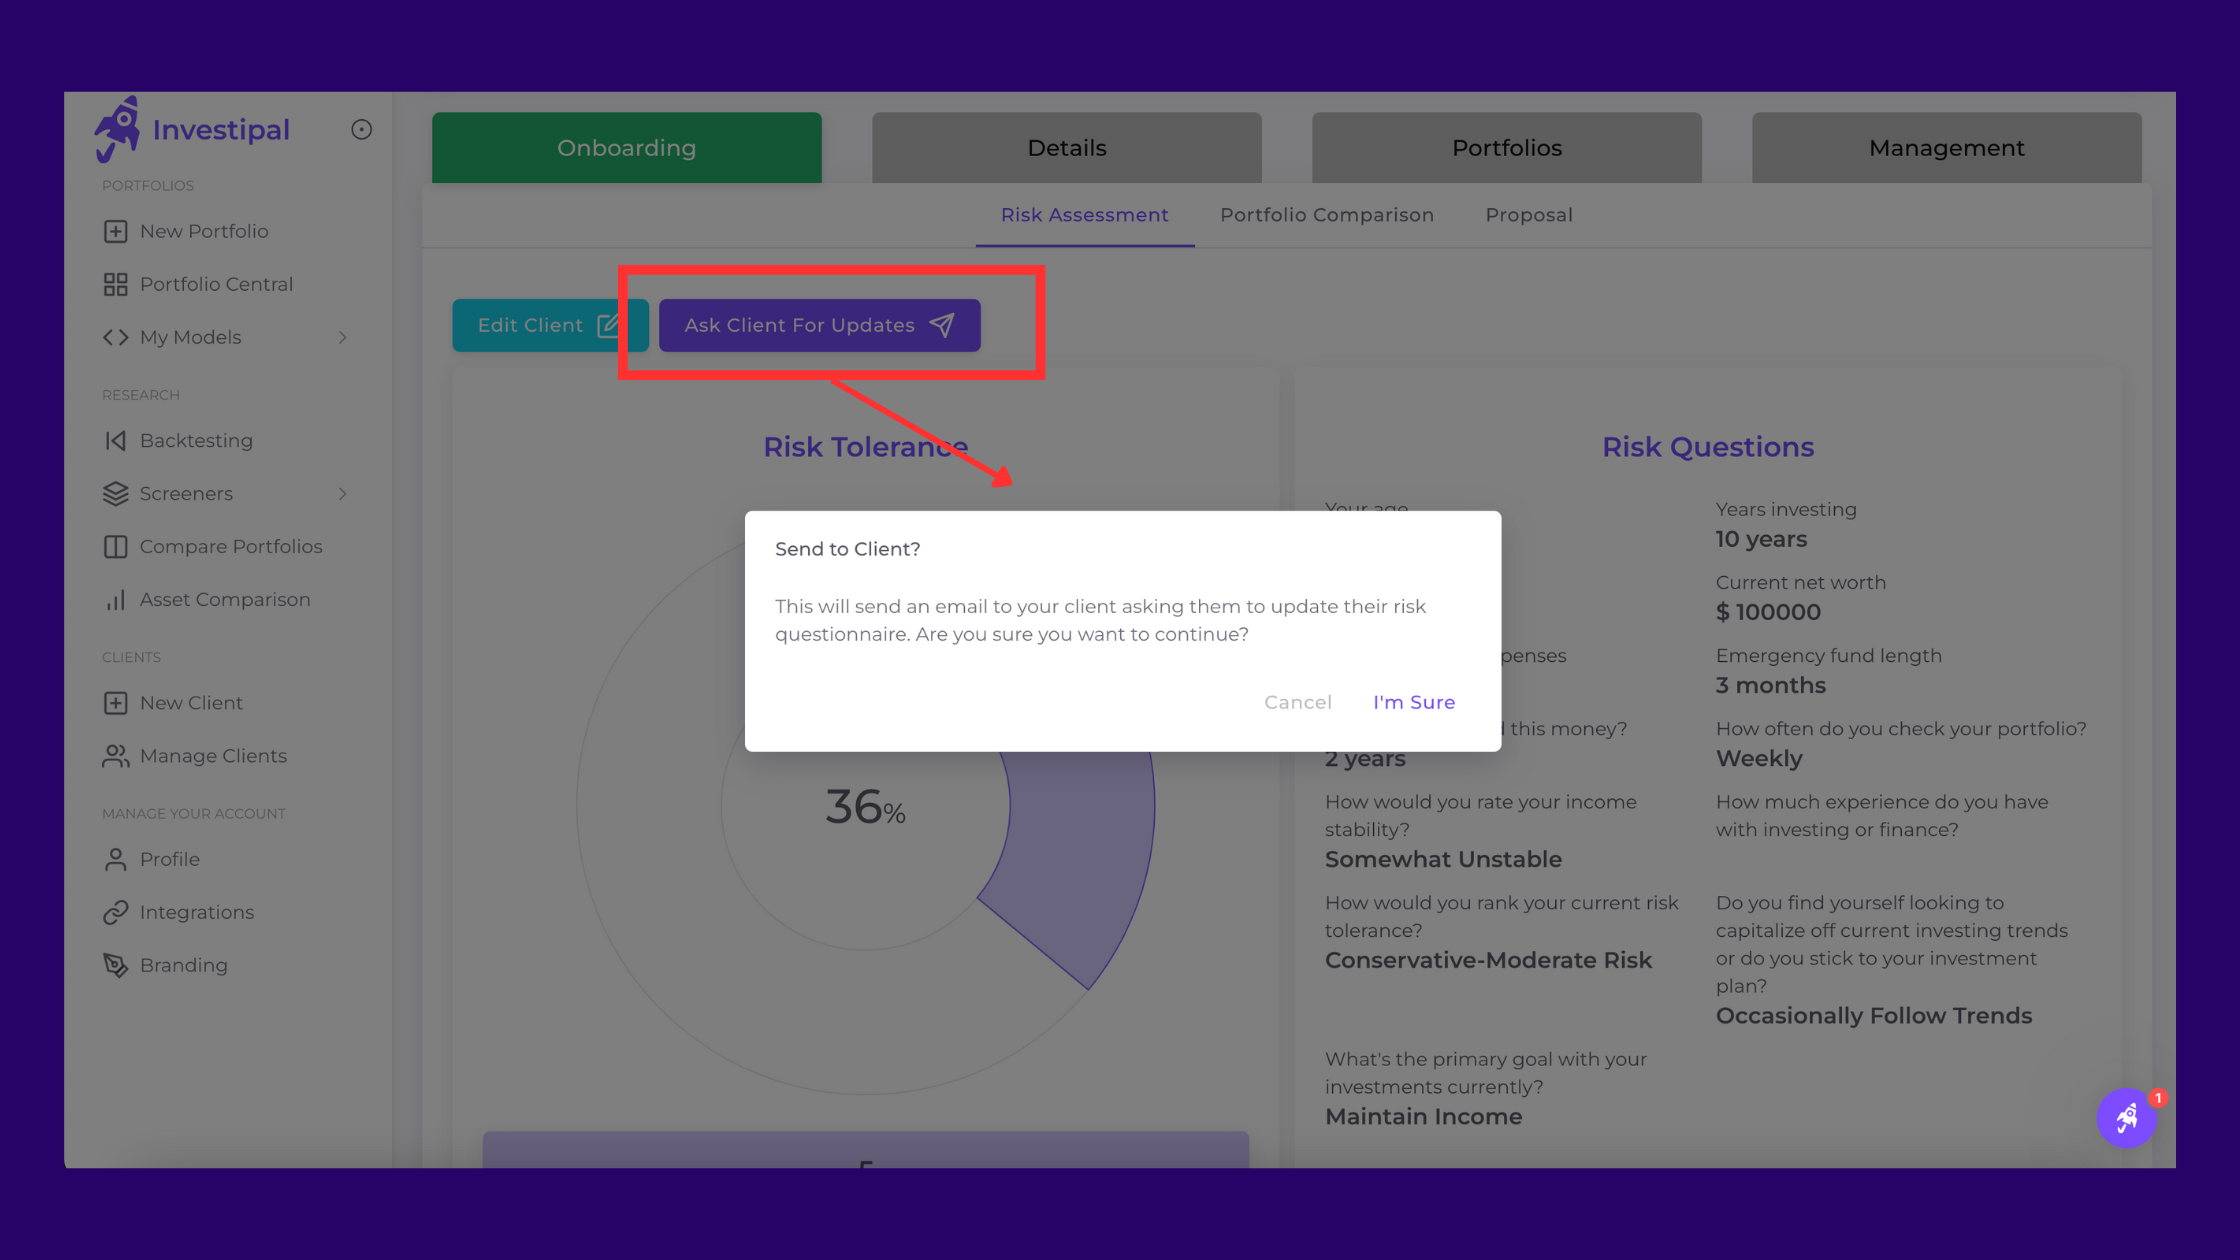 Investipal
PORTFOLIOS
New Portfolio
Portfolio Central
My Models
RESEARCH
Backtesting
Screeners
Compare Portfolios
Asset Comparison
CLIENTS
New Client
Manage Clients
MANAGE YOUR ACCOUNT
Profile
Integrations
Branding
Onboarding
Details
Portfolios
Management
Risk Assessment
Portfolio Comparison
Proposal
Edit Client
Ask Client For Updates
Risk Tolerance
36%
Send to Client?
This will send an email to your client asking them to update their risk
questionnaire. Are you sure you want to continue?
Cancel
I'm Sure
Risk Questions
Your age
Years investing
10 years
Current net worth
$ 100000
Emergency fund length
3 months
this money?
2 years
How often do you check your portfolio?
Weekly
How would you rate your income
stability?
Somewhat Unstable
How much experience do you have
with investing or finance?
How would you rank your current risk
tolerance?
Conservative-Moderate Risk
Do you find yourself looking to
capitalize off current investing trends
or do you stick to your investment
plan?
Occasionally Follow Trends
What's the primary goal with your
investments currently?
Maintain Income
1